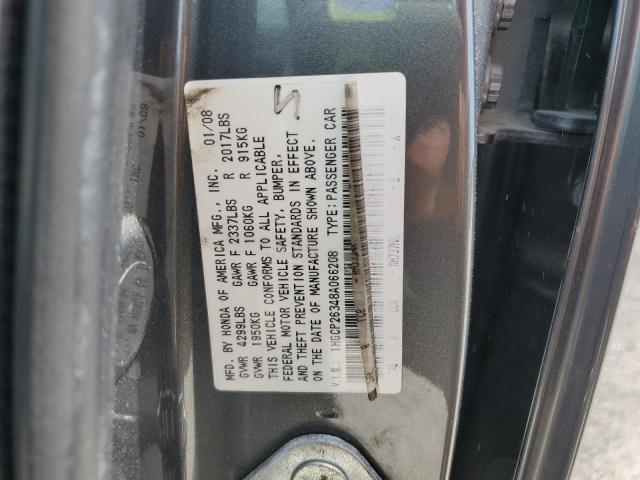 MFD. BY HONDA OF AMERICA MFG., INC. 01/08
GVWR 4299LBS GAWR F 2337LBS R 2017LBS
GVWR 1950KG GAWR F 1060KG R 915KG
THIS VEHICLE CONFORMS TO ALL APPLICABLE
FEDERAL MOTOR VEHICLE SAFETY, BUMPER,
AND THEFT PREVENTION STANDARDS IN EFFECT
ON THE DATE OF MANUFACTURE SHOWN ABOVE.
V.I.N.: 1HGCP26348A066208 TYPE: PASSENGER CAR